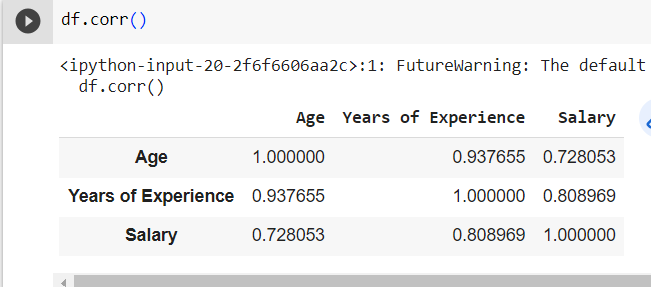 df.corr()
<ipython-input-20-2f6f6606aa2c>:1: FutureWarning: The default
df.corr()
Age Years of Experience Salary
Age 1.000000 0.937655 0.728053
Years of Experience 0.937655 1.000000 0.808969
Salary 0.728053 0.808969 1.000000